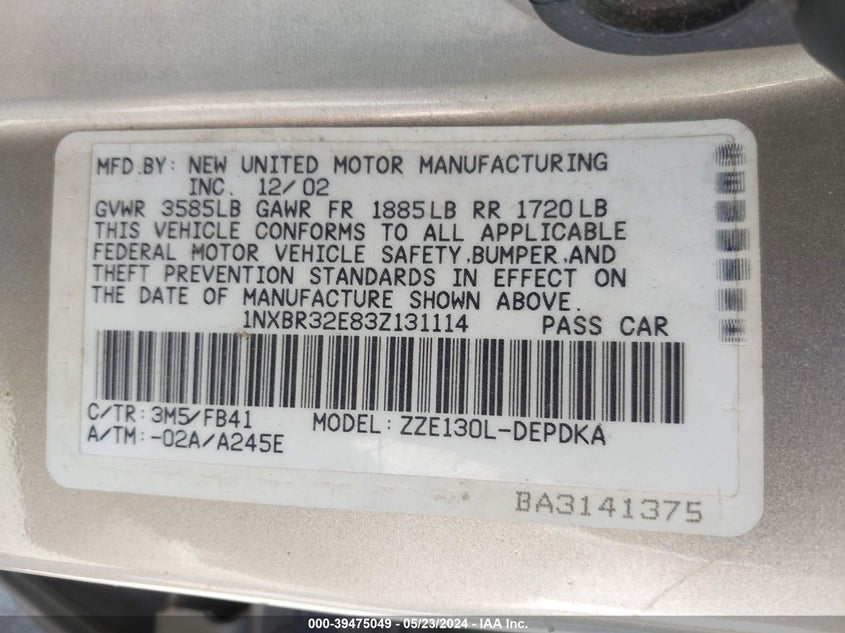 MFD.BY: NEW UNITED MOTOR MANUFACTURING
INC. 12/02
GVWR 3585LB GAWR FR 1885LB RR 1720LB
THIS VEHICLE CONFORMS TO ALL APPLICABLE
FEDERAL MOTOR VEHICLE SAFETY,BUMPER,AND
THEFT PREVENTION STANDARDS IN EFFECT ON
THE DATE OF MANUFACTURE SHOWN ABOVE.
1NXBR32E83Z131114 PASS CAR
C/TR: 3M5/FB41 MODEL: ZZE130L-DEPDKA
A/TM: -02A/A245E
BA3141375
000-39475049 - 05/23/2024 - IAA Inc.